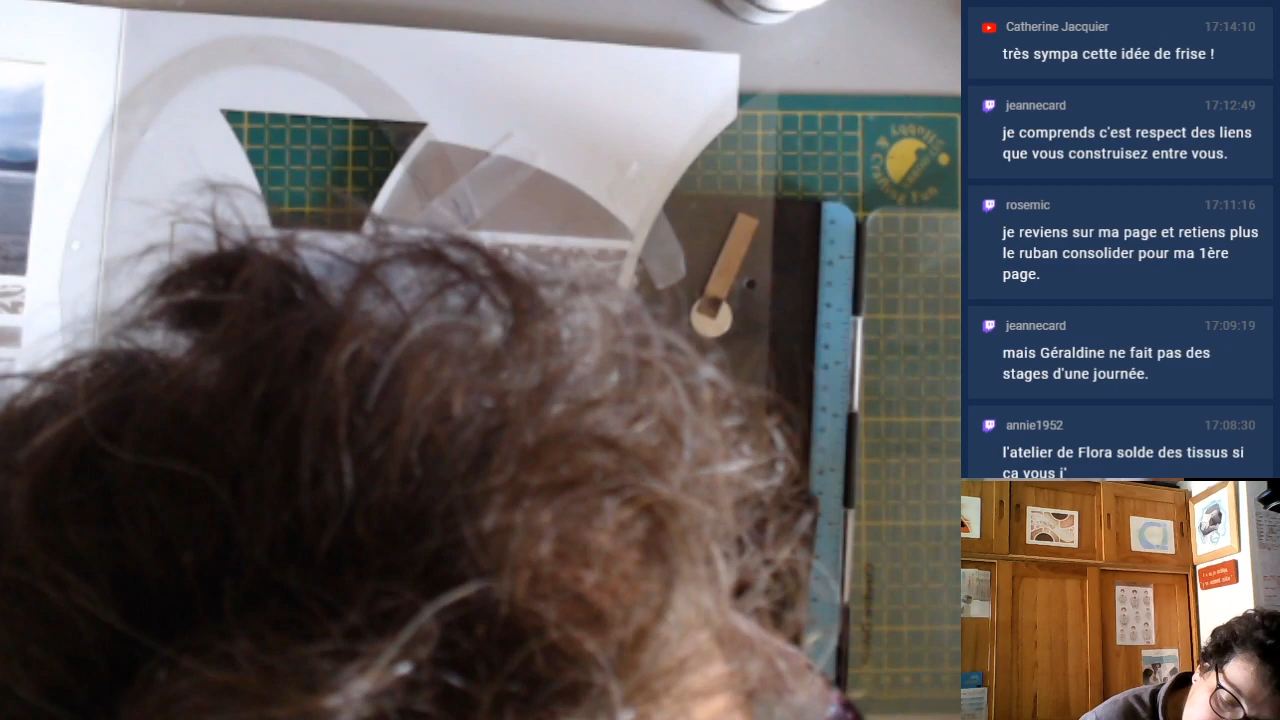 Catherine Jacquier 17:14:10
très sympa cette idée de frise !
jeannecard 17:12:49
je comprends c'est respect des liens
que vous construisez entre vous.
rosemic 17:11:16
je reviens sur ma page et retiens plus
le ruban consolider pour ma 1ère
page.
jeannecard 17:09:19
mais Géraldine ne fait pas des
stages d'une journée.
annie1952 17:08:30
l'atelier de Flora solde des tissus si
ça vous i'